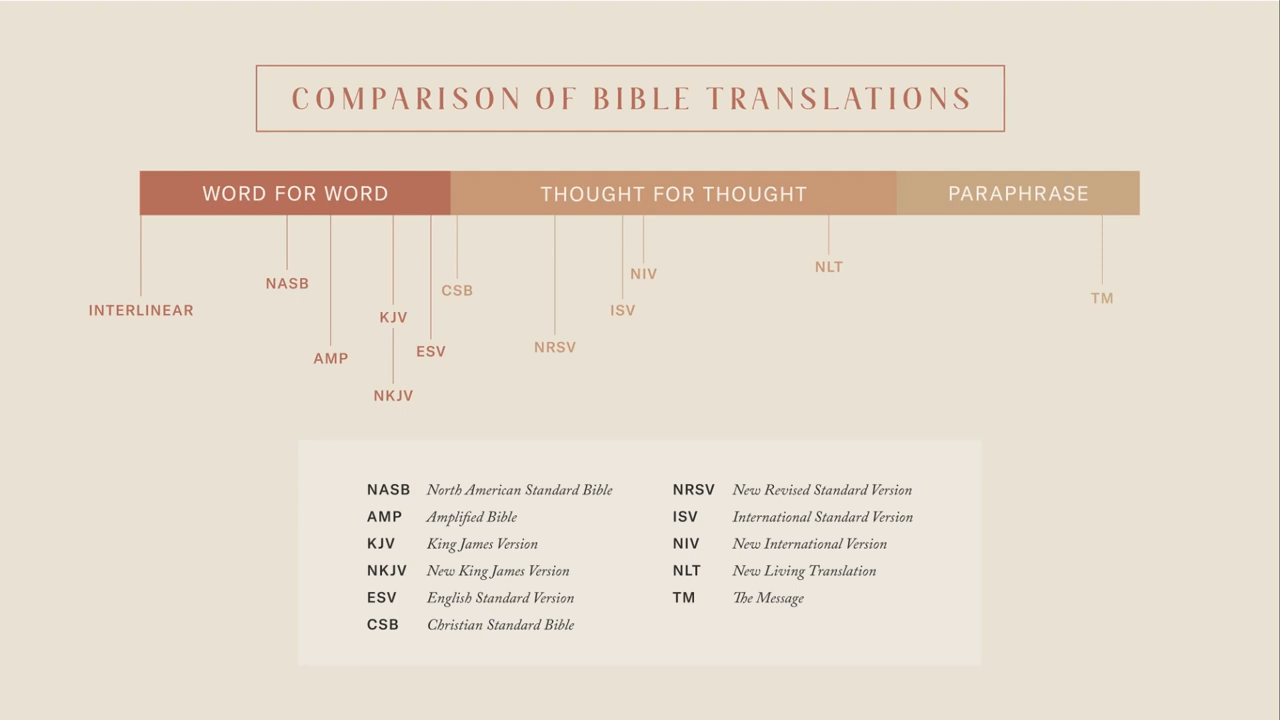 COMPARISON OF BIBLE TRANSLATIONS
WORD FOR WORD THOUGHT FOR THOUGHT PARAPHRASE
NLT
NIV
NASB
CSB
TM
INTERLINEAR
ISV
KJV
NRSV
ESV
AMP
NKJV
NASB North American Standard Bible
AMP Amplified Bible
KJV King James Version
NKJV New King James Version
ESV English Standard Version
CSB Christian Standard Bible
NRSV New Revised Standard Version
ISV International Standard Version
NIV New International Version
NLT New Living Translation
TM The Message